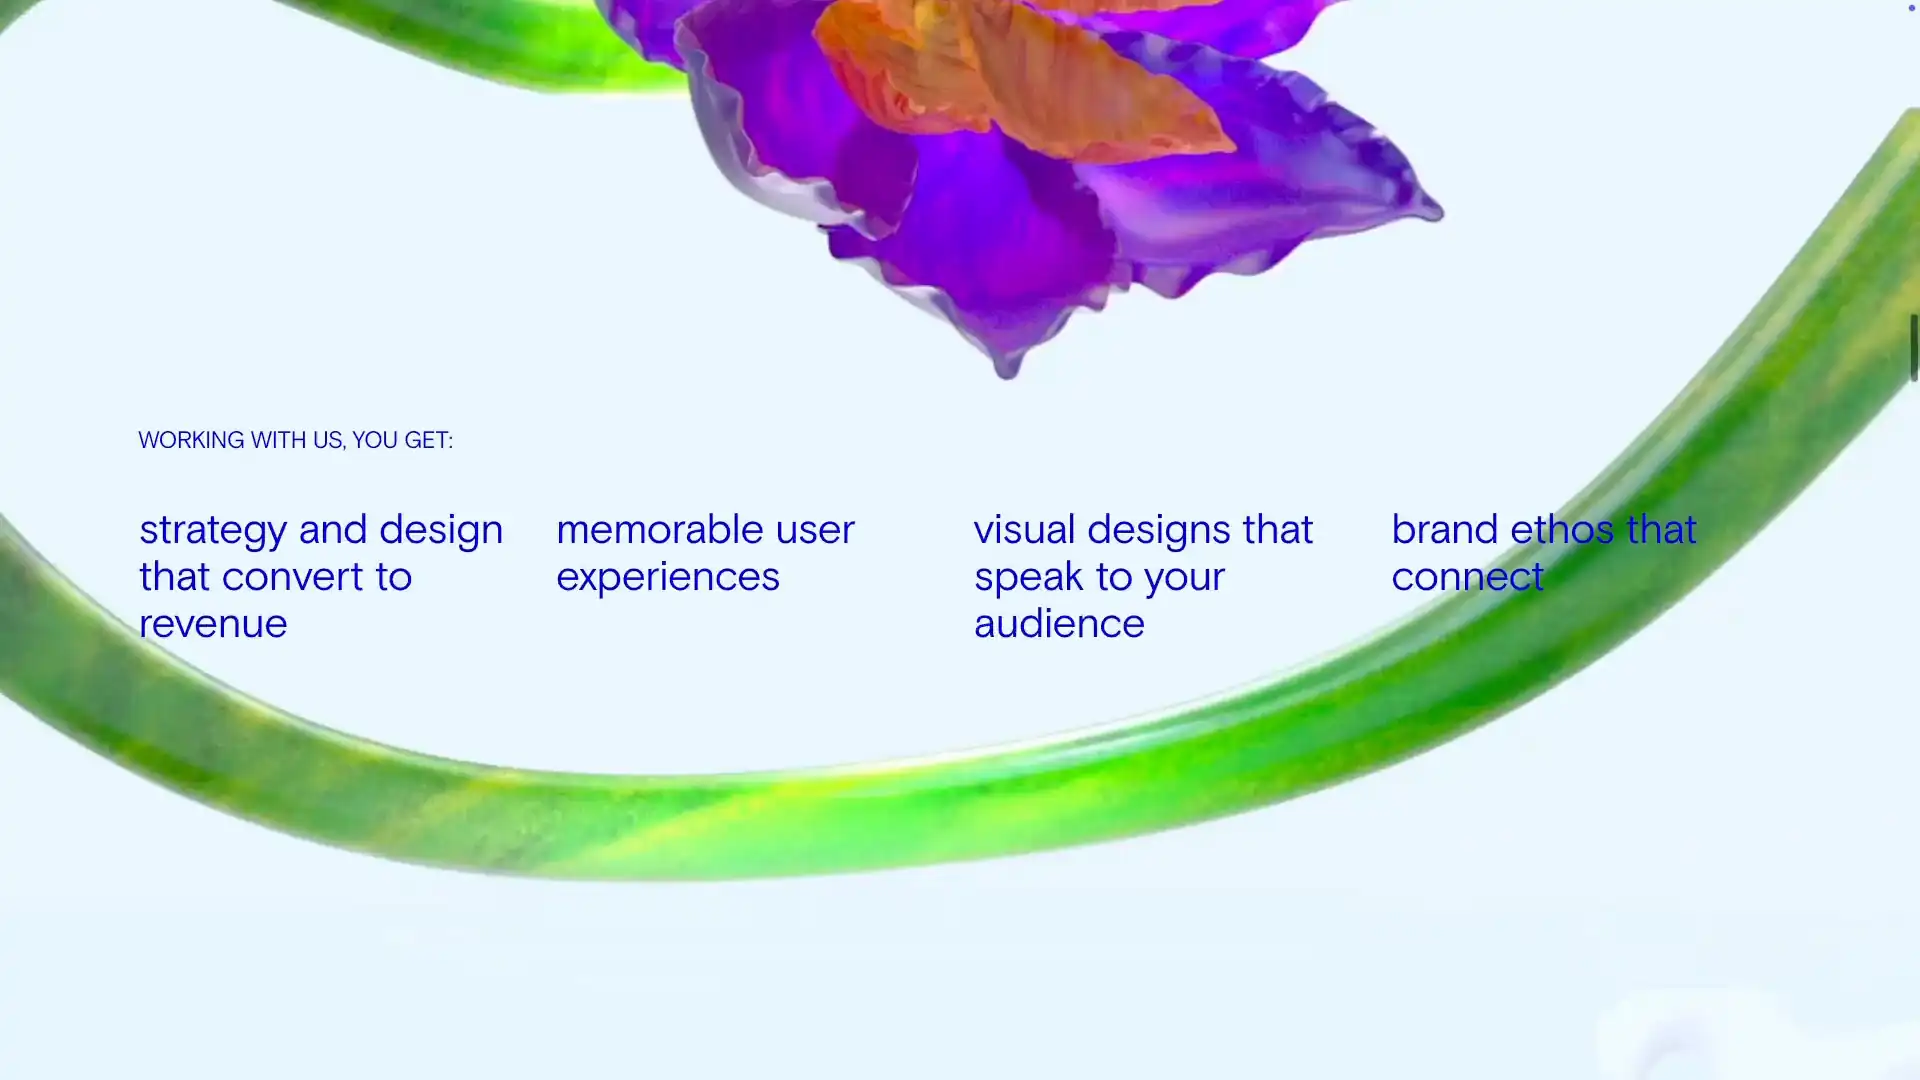 WORKING WITH US, YOU GET:
strategy and design
that convert to
revenue
memorable user
experiences
visual designs that
speak to your
audience
brand ethos that
connect